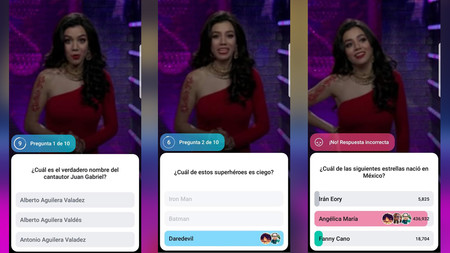 9
Pregunta 1 de 10
¿Cuál es el verdadero nombre del
cantautor Juan Gabriel?
Alberto Aguilera Valadez
Alberto Aguilera Valdés
Antonio Aguilera Valadez
6
Pregunta 2 de 10
¿Cuál de estos superhéroes es ciego?
Iron Man
Batman
Daredevil
¡No! Respuesta incorrecta
¿Cuál de las siguientes estrellas nació en
México?
Irán Eory
5,825
Angélica María
Fanny Cano
18,704